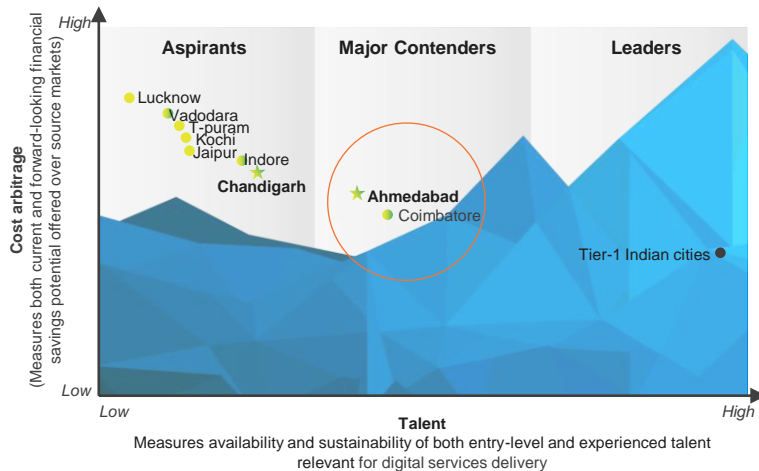 High
Aspirants
Major Contenders
Leaders
Lucknow
Vadodara
T-puram
Kochi
Jaipur
Indore
Chandigarh
Ahmedabad
Coimbatore
Tier-1 Indian cities
Cost arbitrage
(Measures both current and forward-looking financial
savings potential offered over source markets)
Low
Low
High
Talent
Measures availability and sustainability of both entry-level and experienced talent
relevant for digital services delivery